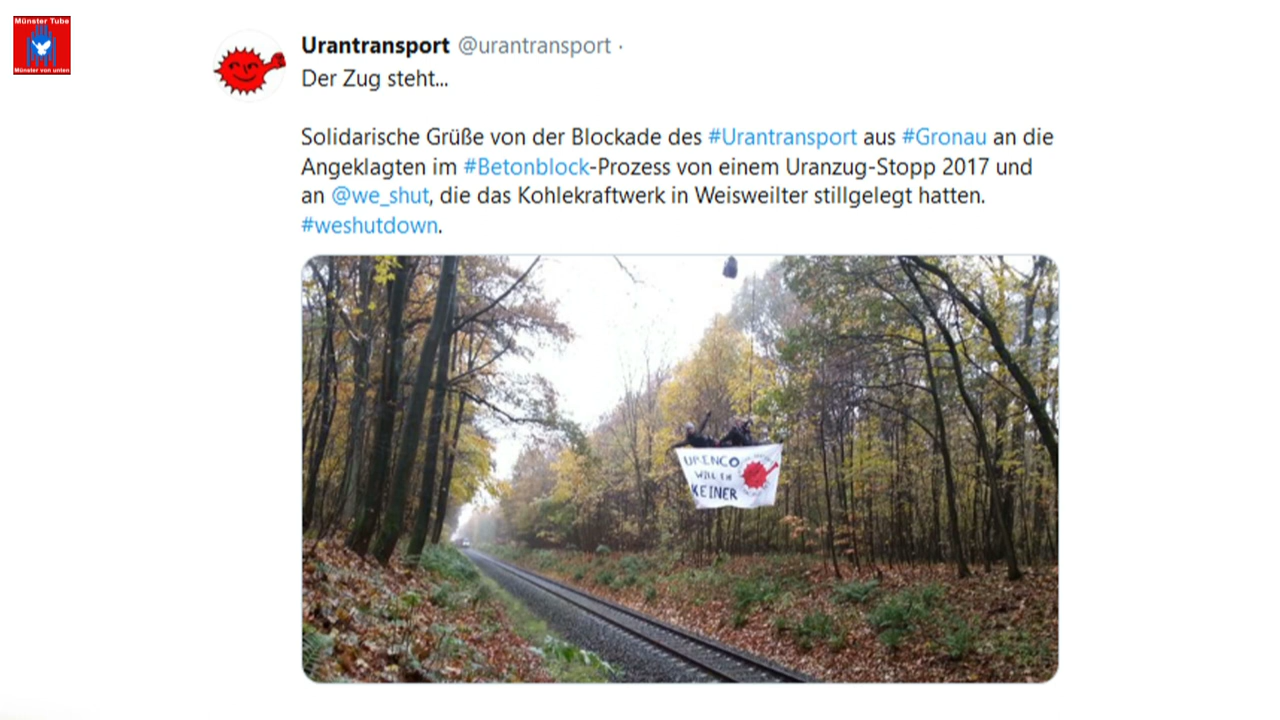 Münster Tube
Münster von unten
Urantransport @urantransport ·
Der Zug steht...
Solidarische Grüße von der Blockade des #Urantransport aus #Gronau an die
Angeklagten im #Betonblock-Prozess von einem Uranzug-Stopp 2017 und
an @we_shut, die das Kohlekraftwerk in Weisweilter stillgelegt hatten.
#weshutdown.
URENCO
KEINER